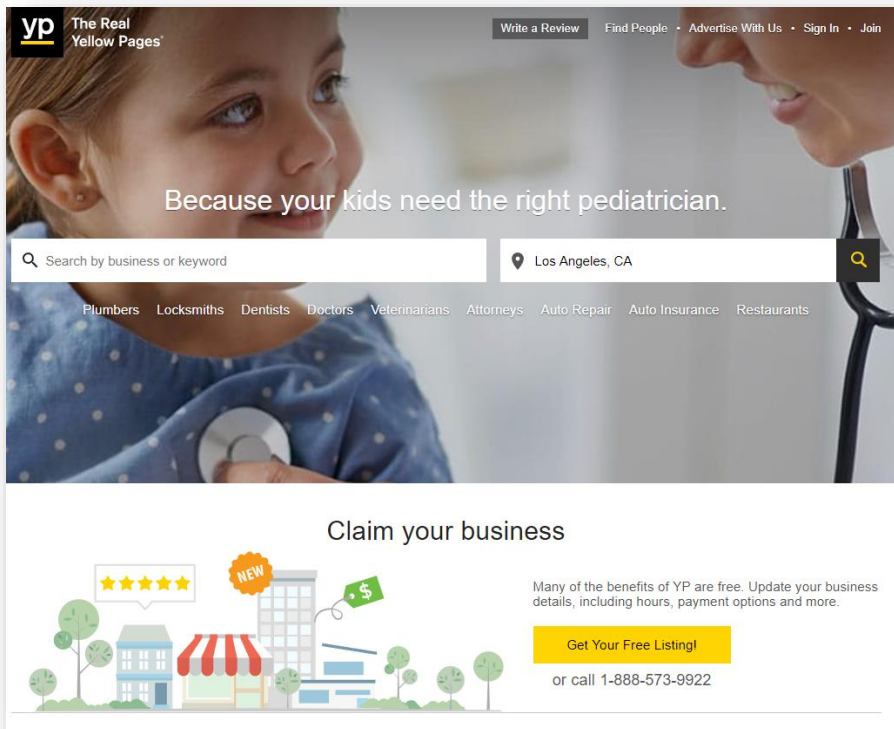 yp The Real
Yellow Pages®
Write a Review Find People • Advertise With Us • Sign In • Join
Because your kids need the right pediatrician.
Search by business or keyword
Los Angeles, CA
Plumbers Locksmiths Dentists Doctors Veterinarians Attorneys Auto Repair Auto Insurance Restaurants
Claim your business
NEW
$
Many of the benefits of YP are free. Update your business
details, including hours, payment options and more.
Get Your Free Listing!
or call 1-888-573-9922